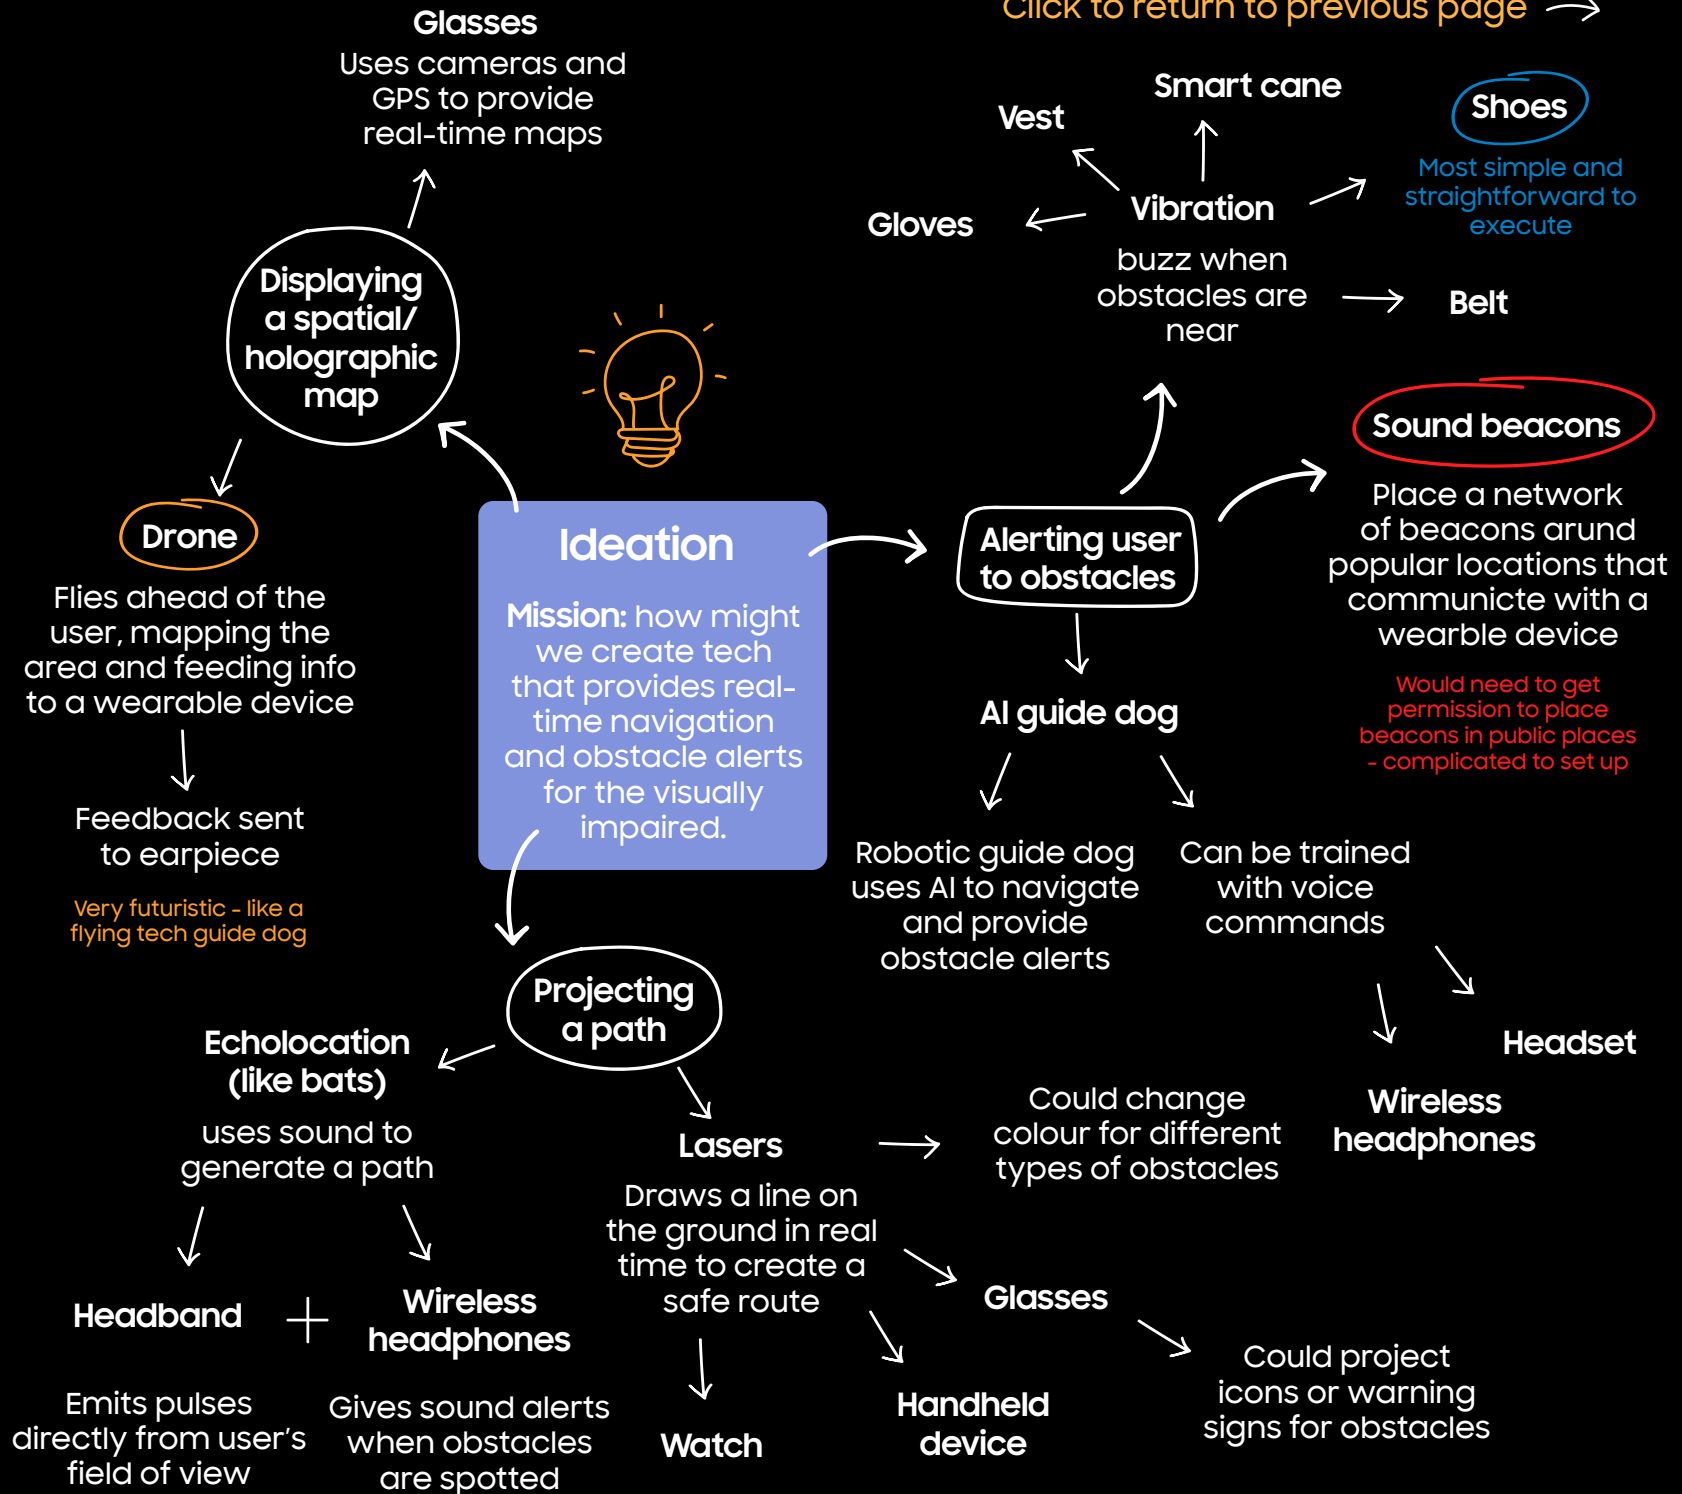 Click to return to previous page
Glasses
Uses cameras and
GPS to provide
real-time maps
Displaying
a spatial/
holographic
map
Drone
Flies ahead of the
user, mapping the
area and feeding info
to a wearable device
Feedback sent
to earpiece
Very futuristic - like a
flying tech guide dog
Ideation
Mission: how might
we create tech
that provides real-
time navigation
and obstacle alerts
for the visually
impaired.
Alerting user
to obstacles
Vibration
buzz when
obstacles are
near
Gloves
Vest
Smart cane
Shoes
Most simple and
straightforward to
execute
Belt
Sound beacons
Place a network
of beacons arund
popular locations that
communicte with a
wearble device
Would need to get
permission to place
beacons in public places
- complicated to set up
AI guide dog
Robotic guide dog
uses AI to navigate
and provide
obstacle alerts
Can be trained
with voice
commands
Headset
Wireless
headphones
Projecting
a path
Echolocation
(like bats)
uses sound to
generate a path
Headband
Emits pulses
directly from user's
field of view
Wireless
headphones
Gives sound alerts
when obstacles
are spotted
Lasers
Draws a line on
the ground in real
time to create a
safe route
Could change
colour for different
types of obstacles
Glasses
Could project
icons or warning
signs for obstacles
Handheld
device
Watch